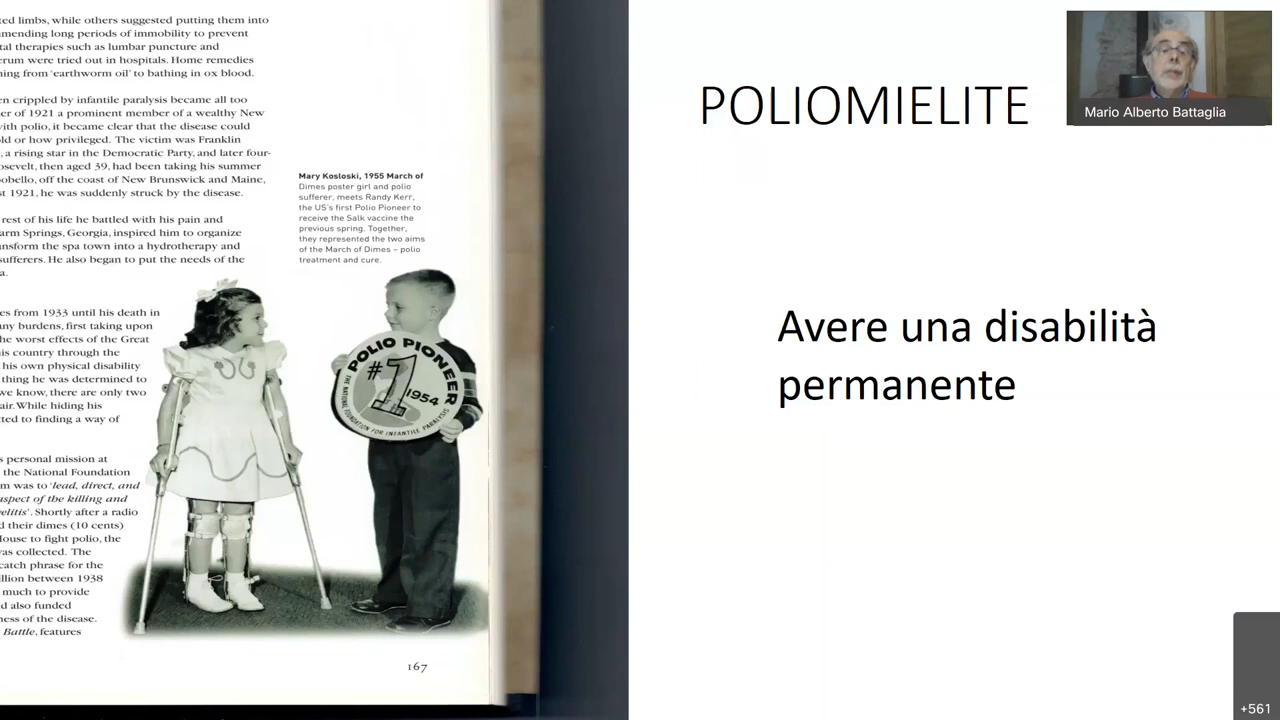 ted limbs, while others suggested putting them into
mending long periods of immobility to prevent
tal therapies such as lumbar puncture and
erum were tried out in hospitals. Home remedies
ning from 'earthworm oil' to bathing in ox blood.
en crippled by infantile paralysis became all too
er of 1921 a prominent member of a wealthy New
with polio, it became clear that the disease could
old or how privileged. The victim was Franklin
, a rising star in the Democratic Party, and later four-
osevelt, then aged 39, had been taking his summer
obello, off the coast of New Brunswick and Maine,
st 1921, he was suddenly struck by the disease.
rest of his life he battled with his pain and
arm Springs, Georgia, inspired him to organize
ansform the spa town into a hydrotherapy and
sufferers. He also began to put the needs of the
a.
es from 1933 until his death in
any burdens, first taking upon
he worst effects of the Great
is country through the
his own physical disability
thing he was determined to
we know, there are only two
air. While hiding his
tted to finding a way of
s personal mission at
the National Foundation
m was to 'lead, direct, and
aspect of the killing and
elitis'. Shortly after a radio
d their dimes (10 cents)
House to fight polio, the
was collected. The
catch phrase for the
illion between 1938
much to provide
d also funded
ness of the disease.
Battle, features
Mary Kosloski, 1955 March of
Dimes poster girl and polio
sufferer, meets Randy Kerr,
the US's first Polio Pioneer to
receive the Salk vaccine the
previous spring. Together,
they represented the two aims
of the March of Dimes – polio
treatment and cure.
POLIO PIONEER
#1
1954
THE NATIONAL FOUNDATION FOR INFANTILE PARALYSIS
167
POLIOMIELITE
Avere una disabilità
permanente
Mario Alberto Battaglia
+561